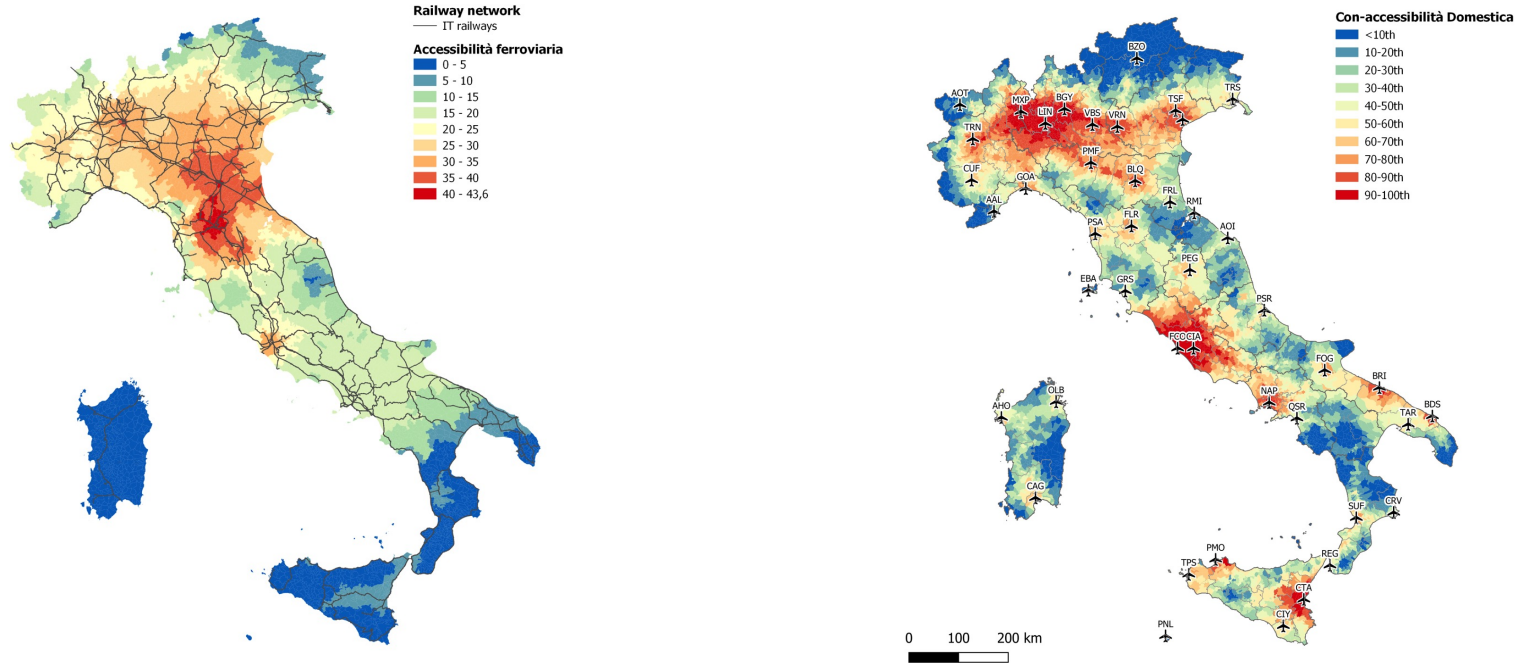 Railway network
IT railways
Accessibilità ferroviaria
0 - 5
5 - 10
10 - 15
15 - 20
20 - 25
25 - 30
30 - 35
35 - 40
40 - 43,6
Con-accessibilità Domestica
<10th
10-20th
20-30th
30-40th
40-50th
50-60th
60-70th
70-80th
80-90th
90-100th
BZO
AOT
MXP
BGY
LIN
VBS
VRN
TSF
TRS
TRN
PMF
CUF
GOA
BLQ
AAL
FRL
RMI
PSA
FLR
AOI
PEG
EBA
GRS
PSR
FCOCIA
FOG
BRI
NAP
QSR
TAR
BDS
OLB
AHO
CAG
SUF
CRV
PMO
REG
TPS
CTA
CIY
PNL
0 100 200 km